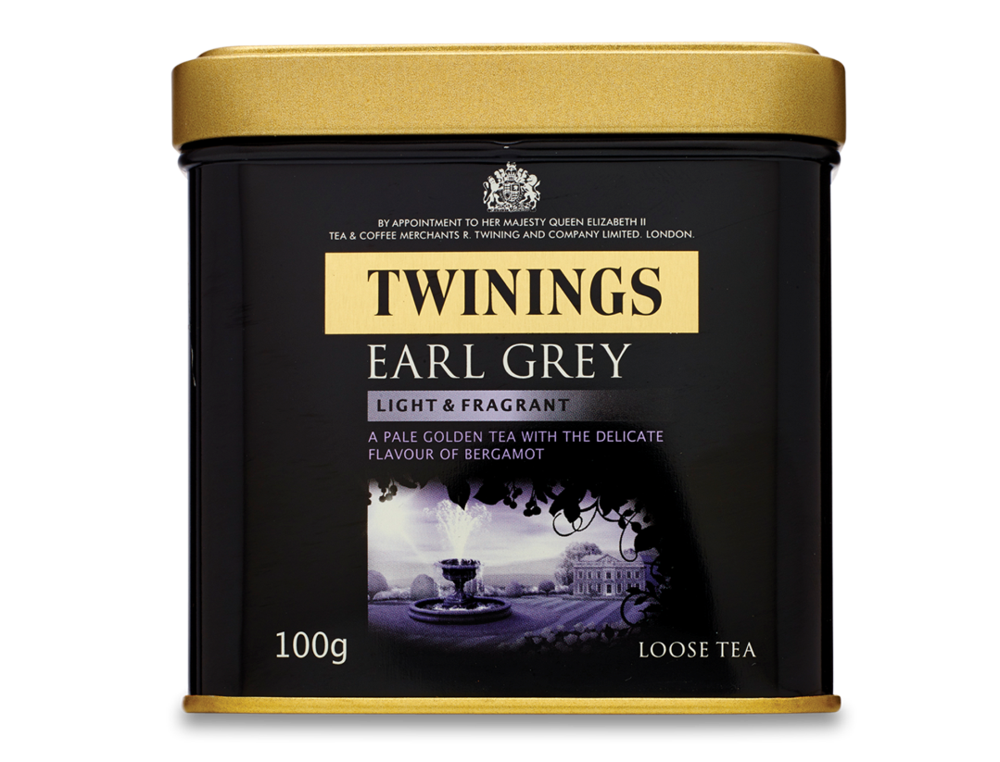 BY APPOINTMENT TO HER MAJESTY QUEEN ELIZABETH II
TEA & COFFEE MERCHANTS R. TWINING AND COMPANY LIMITED. LONDON.
TWININGS
EARL GREY
LIGHT & FRAGRANT
A PALE GOLDEN TEA WITH THE DELICATE
FLAVOUR OF BERGAMOT
100g
LOOSE TEA